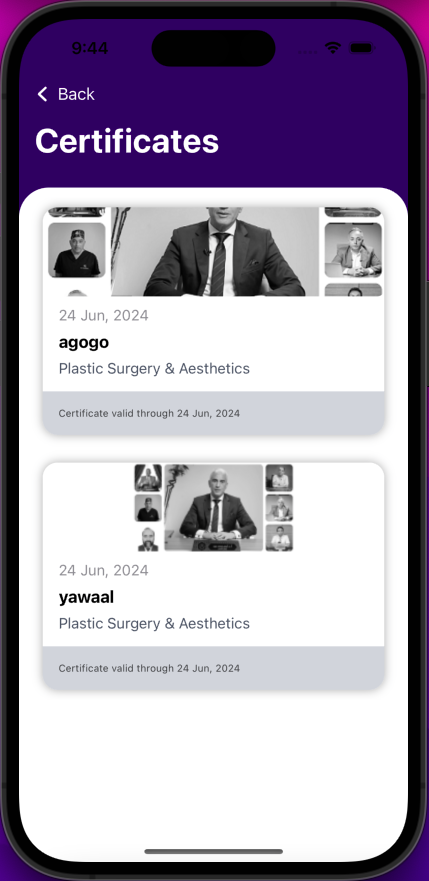 9:44
Back
Certificates
24 Jun, 2024
agogo
Plastic Surgery & Aesthetics
Certificate valid through 24 Jun, 2024
24 Jun, 2024
yawaal
Plastic Surgery & Aesthetics
Certificate valid through 24 Jun, 2024